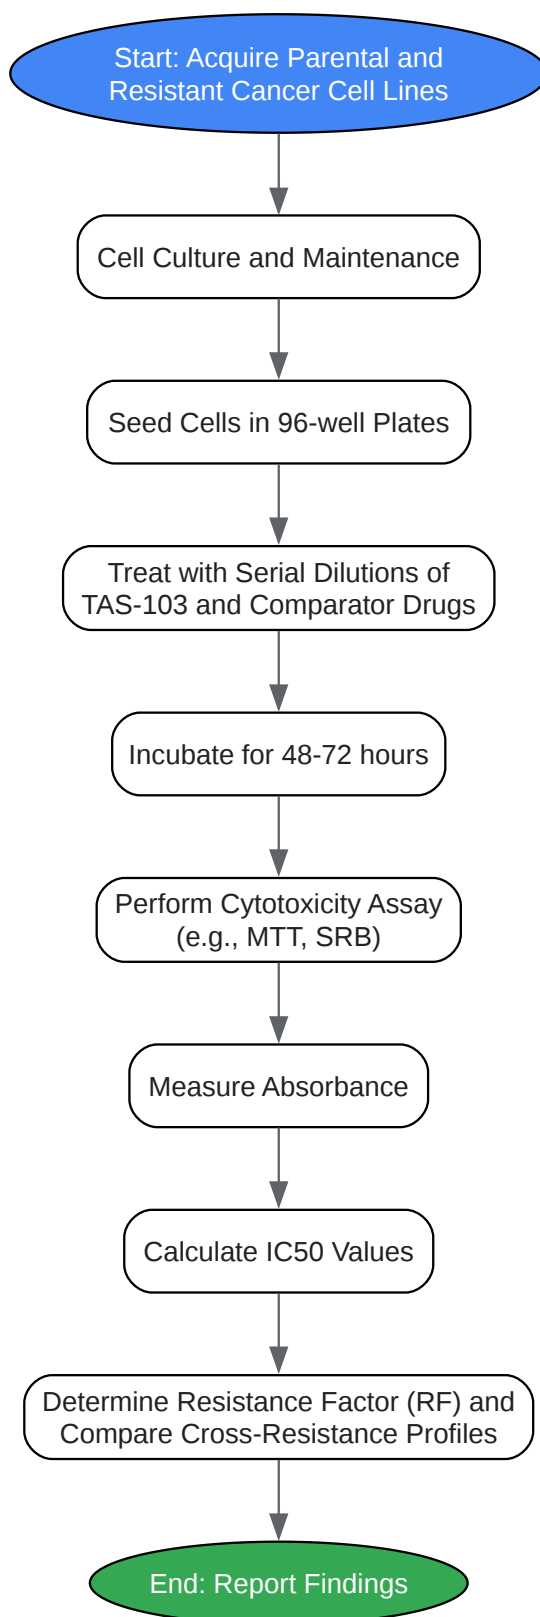 Start: Acquire Parental and
Resistant Cancer Cell Lines
Cell Culture and Maintenance
Seed Cells in 96-well Plates
Treat with Serial Dilutions of
TAS-103 and Comparator Drugs
Incubate for 48-72 hours
Perform Cytotoxicity Assay
(e.g., MTT, SRB)
Measure Absorbance
Calculate IC50 Values
Determine Resistance Factor (RF) and
Compare Cross-Resistance Profiles
End: Report Findings